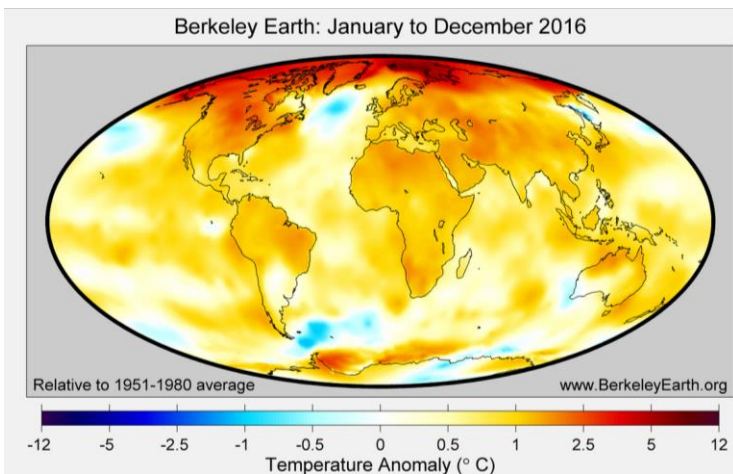 Berkeley Earth: January to December 2016
Relative to 1951-1980 average
www.BerkeleyEarth.org
-12 -5 -2.5 -1 -0.5 0 0.5 1 2.5 5 12
Temperature Anomaly (° C)